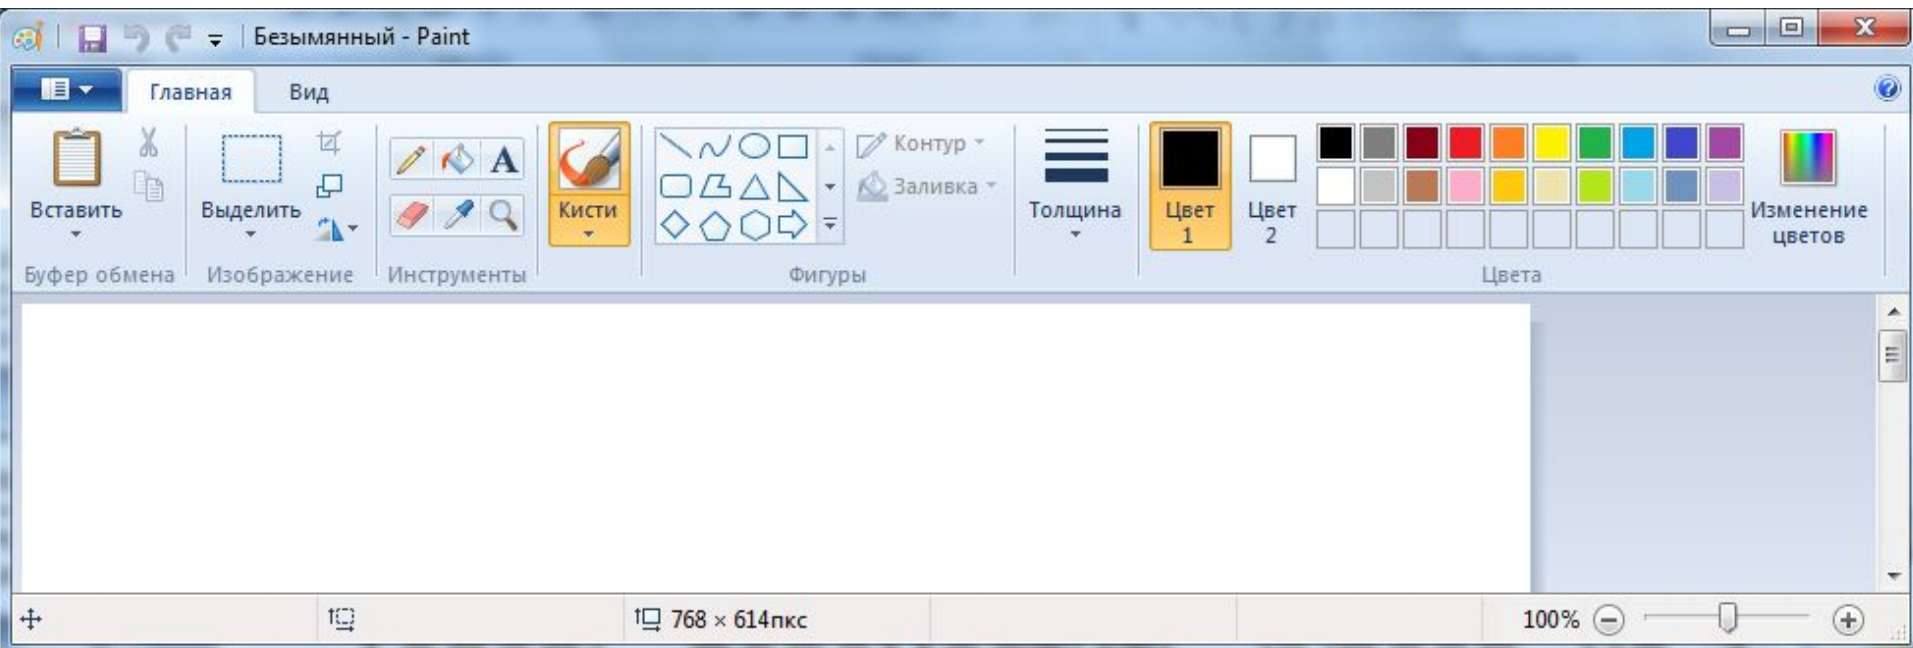 Безымянный - Paint
Главная Вид
Вставить
Выделить
A
Кисти
Контур
Заливка
Толщина
Цвет 1
Цвет 2
Изменение цветов
Буфер обмена Изображение Инструменты Фигуры Цвета
768 × 614пкс 100%